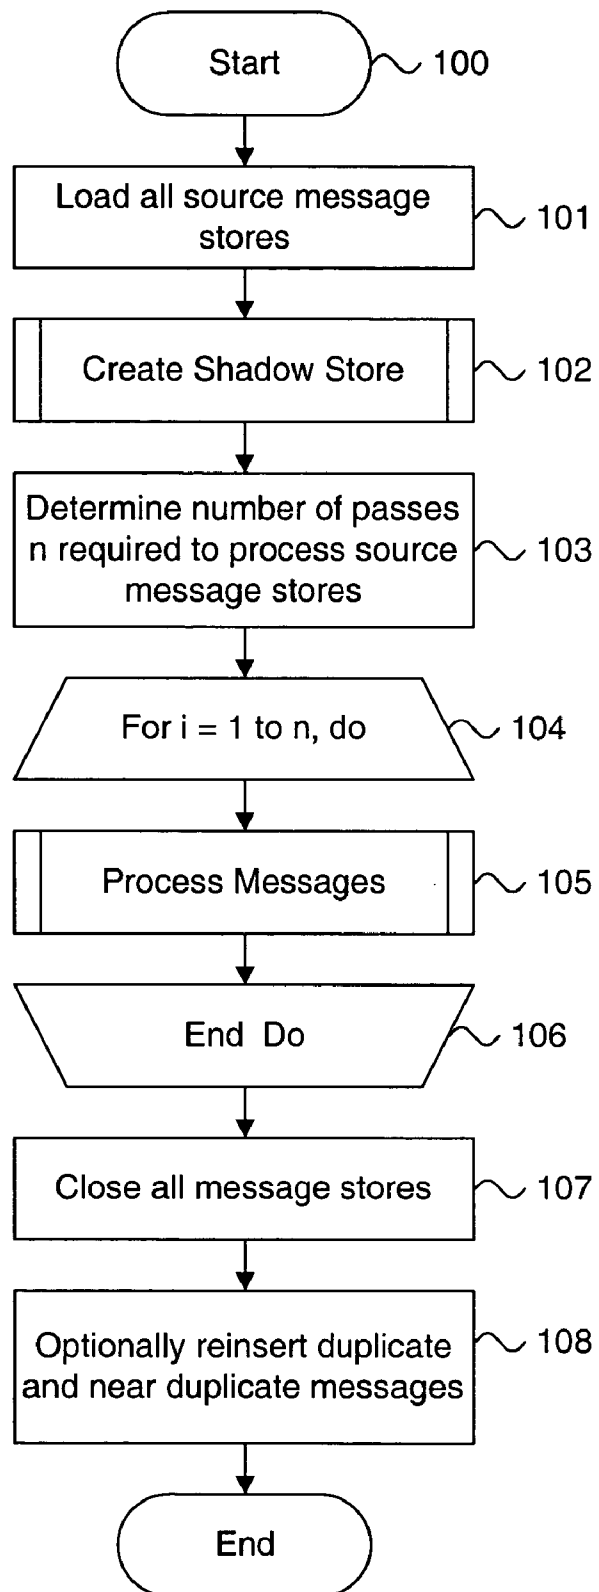 Start
100
Load all source message
stores
101
Create Shadow Store
102
Determine number of passes
n required to process source
message stores
103
For i = 1 to n, do
104
Process Messages
105
End Do
106
Close all message stores
107
Optionally reinsert duplicate
and near duplicate messages
108
End